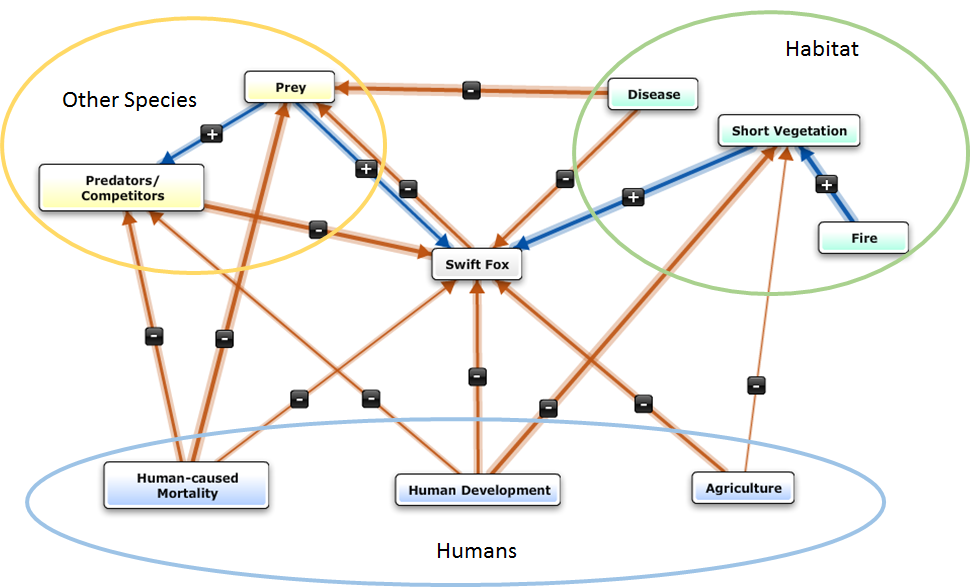 Habitat
Prey
Disease
-
Other Species
Short Vegetation
+
+
-
-
+
+
Predators/
Competitors
-
Fire
Swift Fox
-
-
-
-
-
-
-
-
Human-caused
Mortality
Human Development
Agriculture
Humans